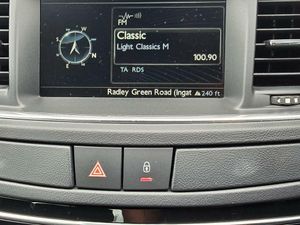 FM
N
W
E
S
Classic
Light Classics M
100.90
TA RDS
Radley Green Road (Ingat
240 ft